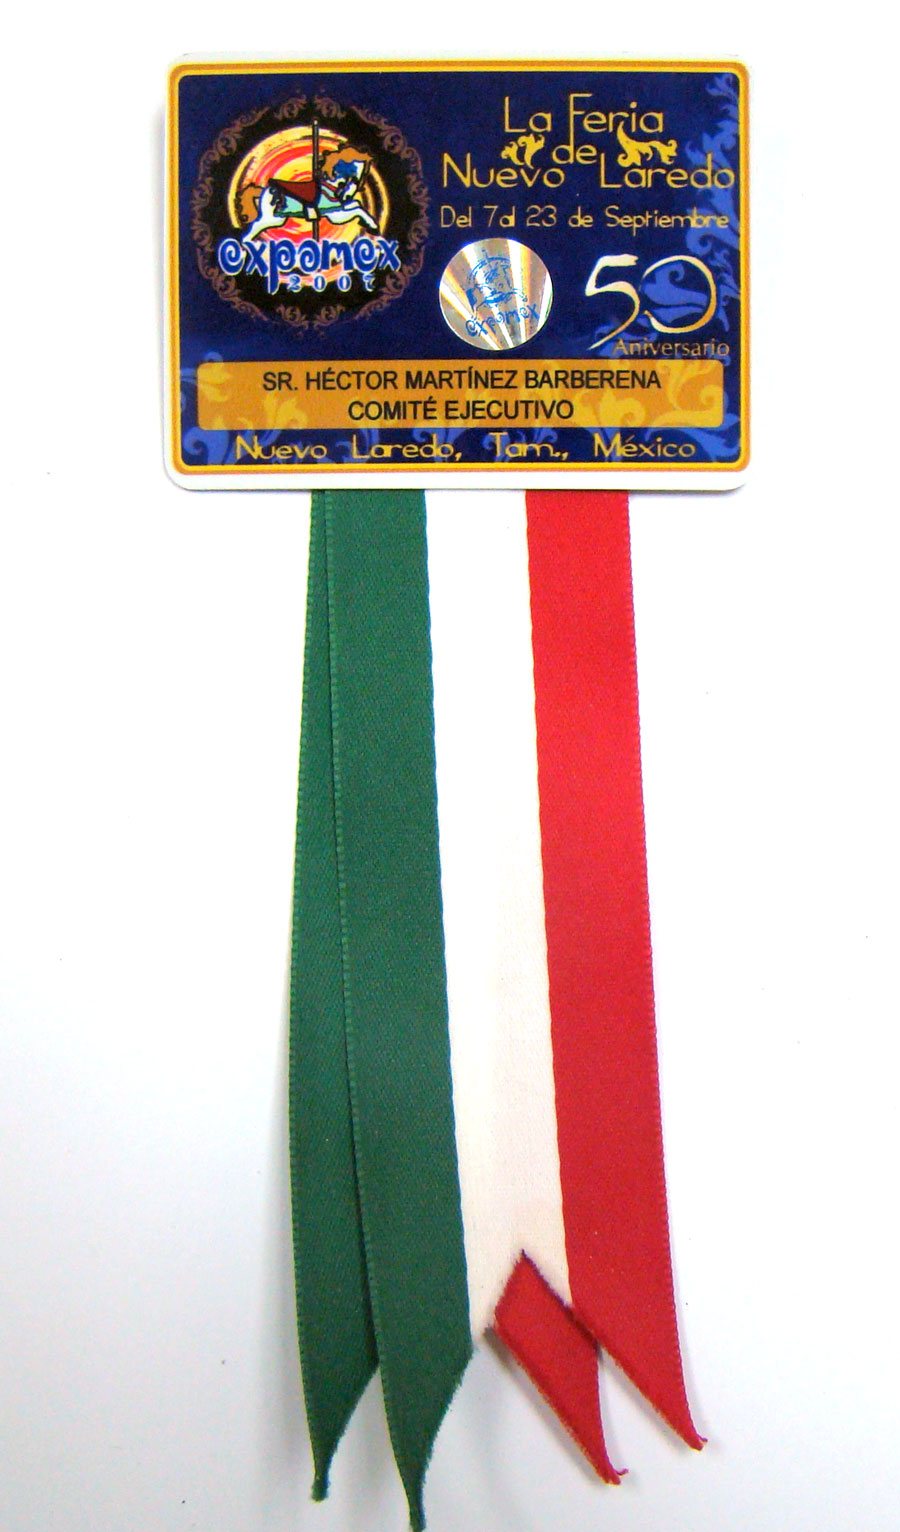 expomex
2007
La Feria
de
Nuevo Laredo
Del 7 al 23 de Septiembre
expomex
50
Aniversario
SR. HÉCTOR MARTÍNEZ BARBERENA
COMITÉ EJECUTIVO
Nuevo Laredo, Tam., México